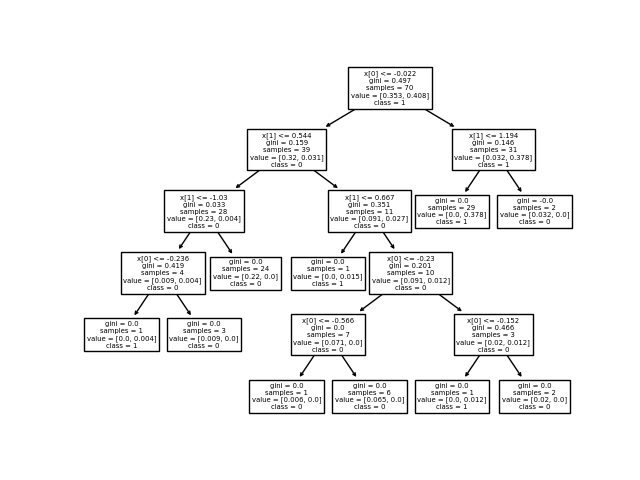 x[0] <= -0.022
gini = 0.497
samples = 70
value = [0.353, 0.408]
class = 1
x[1] <= 0.544
gini = 0.159
samples = 39
value = [0.32, 0.031]
class = 0
x[1] <= 1.194
gini = 0.146
samples = 31
value = [0.032, 0.378]
class = 1
x[1] <= -1.03
gini = 0.033
samples = 28
value = [0.23, 0.004]
class = 0
x[1] <= 0.667
gini = 0.351
samples = 11
value = [0.091, 0.027]
class = 0
gini = 0.0
samples = 29
value = [0.0, 0.378]
class = 1
gini = -0.0
samples = 2
value = [0.032, 0.0]
class = 0
x[0] <= -0.236
gini = 0.419
samples = 4
value = [0.009, 0.004]
class = 0
gini = 0.0
samples = 24
value = [0.22, 0.0]
class = 0
gini = 0.0
samples = 1
value = [0.0, 0.015]
class = 1
x[0] <= -0.23
gini = 0.201
samples = 10
value = [0.091, 0.012]
class = 0
gini = 0.0
samples = 1
value = [0.0, 0.004]
class = 1
gini = 0.0
samples = 3
value = [0.009, 0.0]
class = 0
x[0] <= -0.566
gini = 0.0
samples = 7
value = [0.071, 0.0]
class = 0
x[0] <= -0.152
gini = 0.466
samples = 3
value = [0.02, 0.012]
class = 0
gini = 0.0
samples = 1
value = [0.006, 0.0]
class = 0
gini = 0.0
samples = 6
value = [0.065, 0.0]
class = 0
gini = 0.0
samples = 1
value = [0.0, 0.012]
class = 1
gini = 0.0
samples = 2
value = [0.02, 0.0]
class = 0